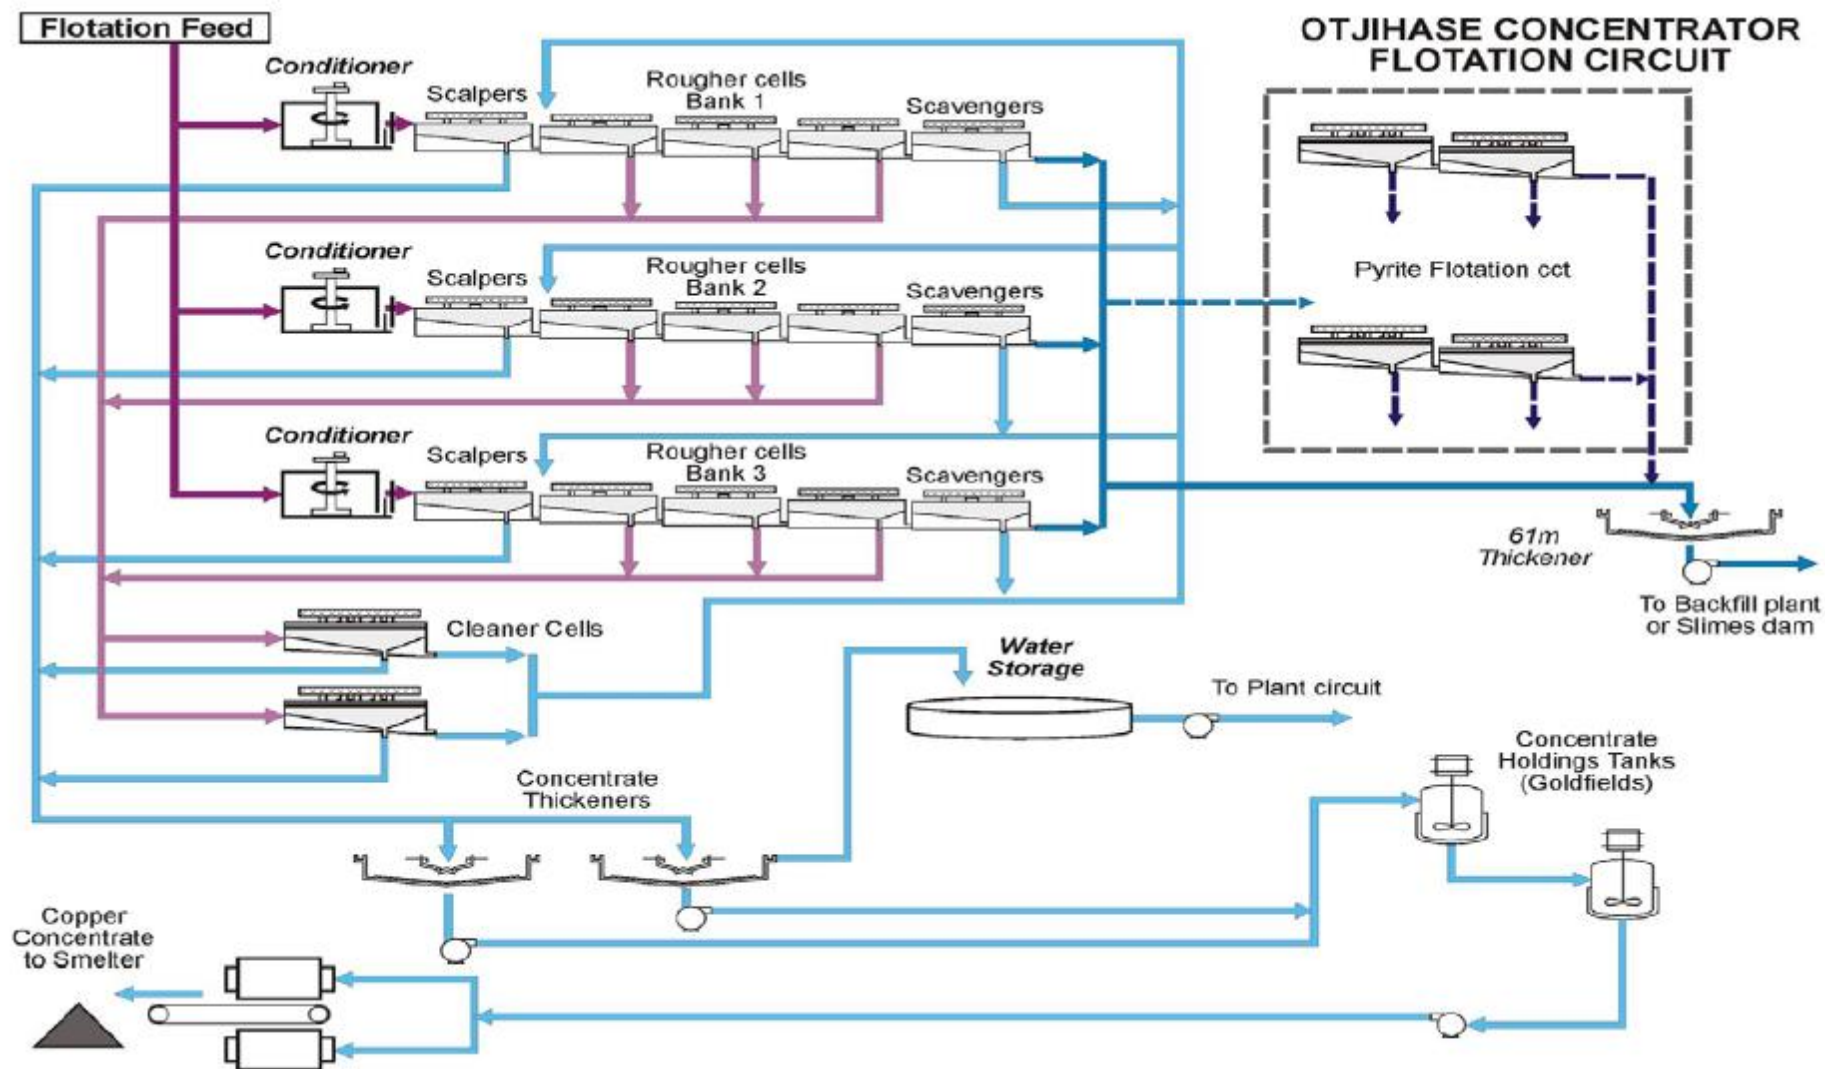 Flotation Feed
OTJIHASE CONCENTRATOR
FLOTATION CIRCUIT
Conditioner
Scalpers
Rougher cells
Bank 1
Scavengers
Conditioner
Scalpers
Rougher cells
Bank 2
Scavengers
Pyrite Flotation cct
Conditioner
Scalpers
Rougher cells
Bank 3
Scavengers
61m
Thickener
To Backfill plant
or Slimes dam
Cleaner Cells
Water
Storage
To Plant circuit
Concentrate
Holdings Tanks
(Goldfields)
Concentrate
Thickeners
Copper
Concentrate
to Smelter